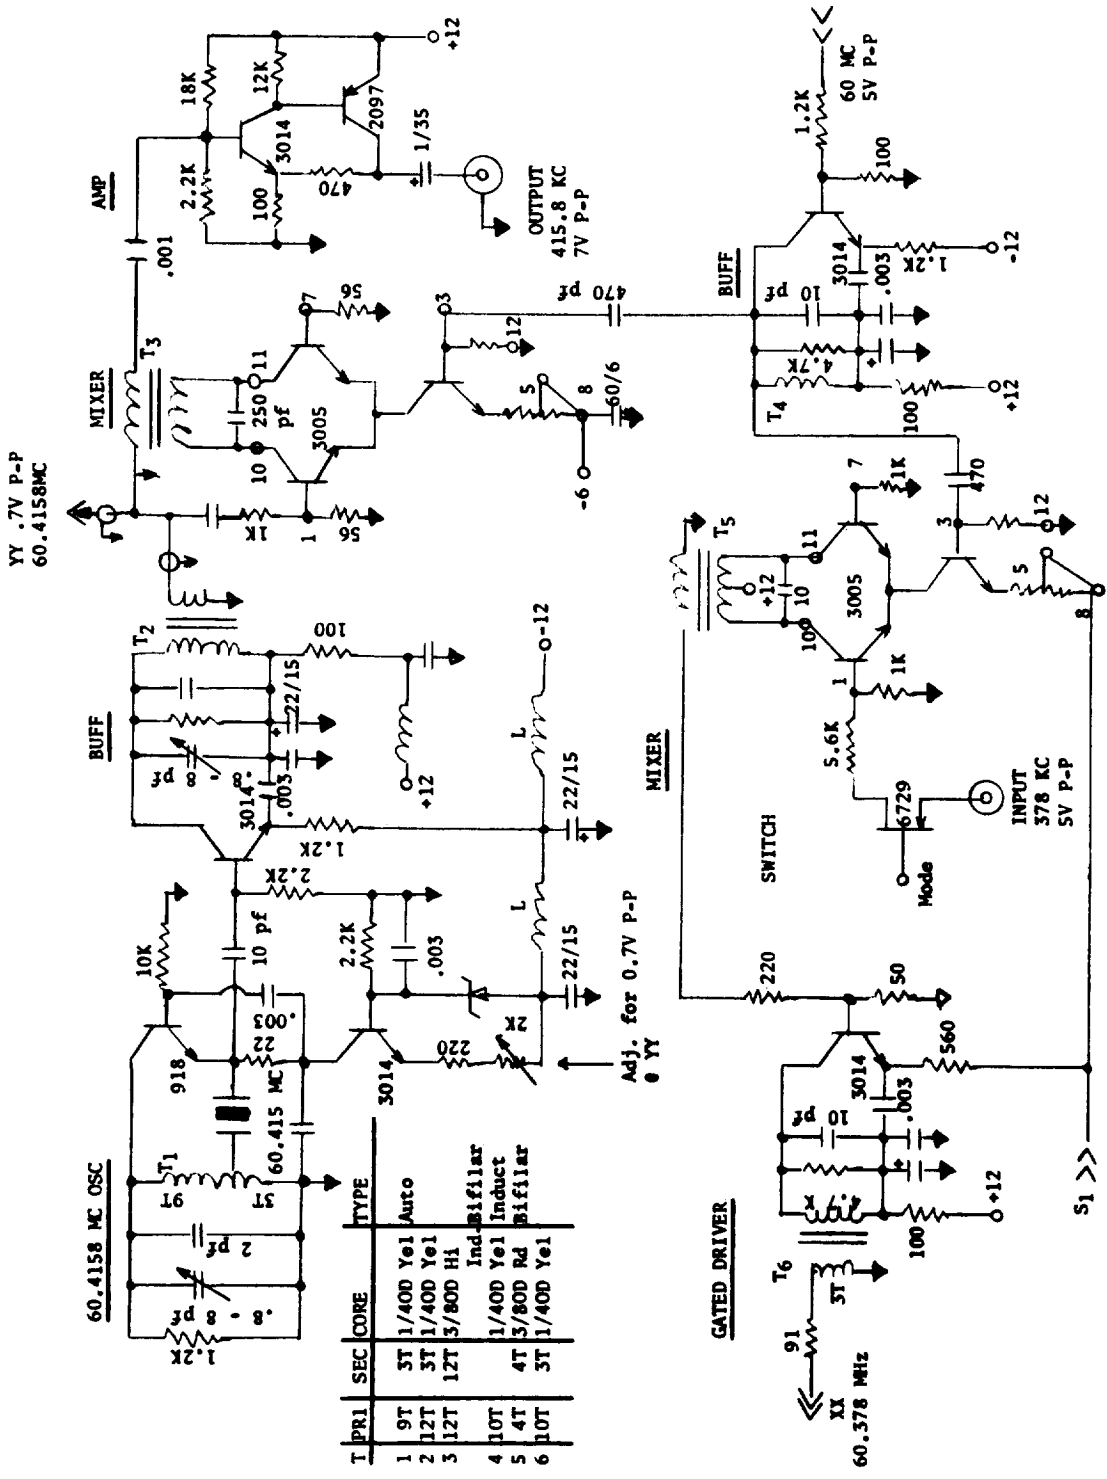 60.4158 MC OSC
1.2K
.8 - 8 pf
2 pf
9T
T1
3T
60.415 MC
918
10K
22
.003
10 pf
3014
220
2K
2.2K
.003
2.2K
Adj. for 0.7V P-P
@ YY
22/15
L
BUFF
3014
.8 - 8 pf
.003
22/15
1.2K
T2
100
+12
22/15
L
-12
YY .7V P-P
60.4158MC
MIXER
T3
1K
1
56
10
250
pf
11
3005
7
56
3
12
5
8
-6
60/6
.001
AMP
2.2K
18K
100
3014
12K
470
2097
+12
1/35
OUTPUT
415.8 KC
7V P-P
470 pf
BUFF
T4
4.7K
10 pf
3014
.003
100
+12
1.2K
-12
100
1.2K
60 MC
5V P-P
470
T PRI SEC CORE TYPE
1 9T 3T 1/4OD Yel Auto
2 12T 3T 1/4OD Yel
3 12T 12T 3/8OD Hi Bifilar
Ind.
4 10T 1/4OD Yel Induct
5 4T 4T 3/8OD Rd Bifilar
6 10T 3T 1/4OD Yel
GATED DRIVER
XX
60.378 MHz
91
T6
3T
4.7K
10 pf
3014
.003
100
+12
560
50
220
S1
SWITCH
MIXER
Mode
6729
INPUT
378 KC
5V P-P
5.6K
1
1K
10
+12
10
11
T5
3005
7
1K
3
12
5
8